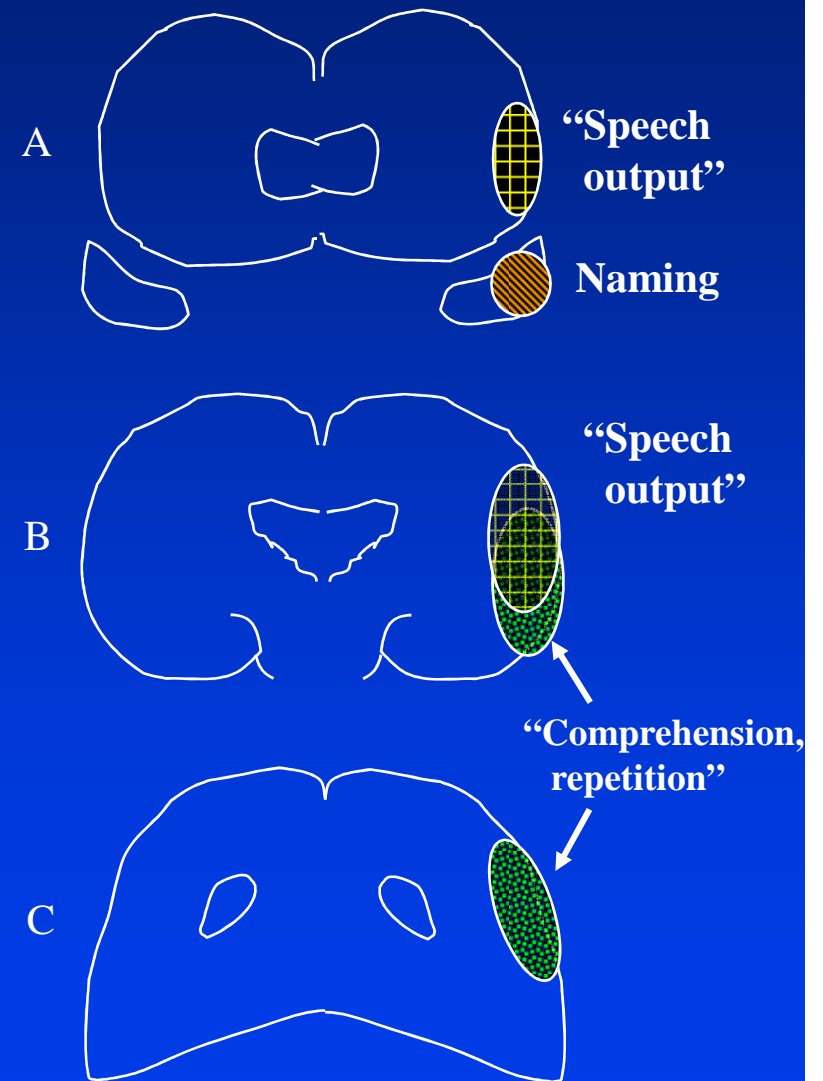 A
“Speech
output”
Naming
B
“Speech
output”
“Comprehension,
repetition”
C